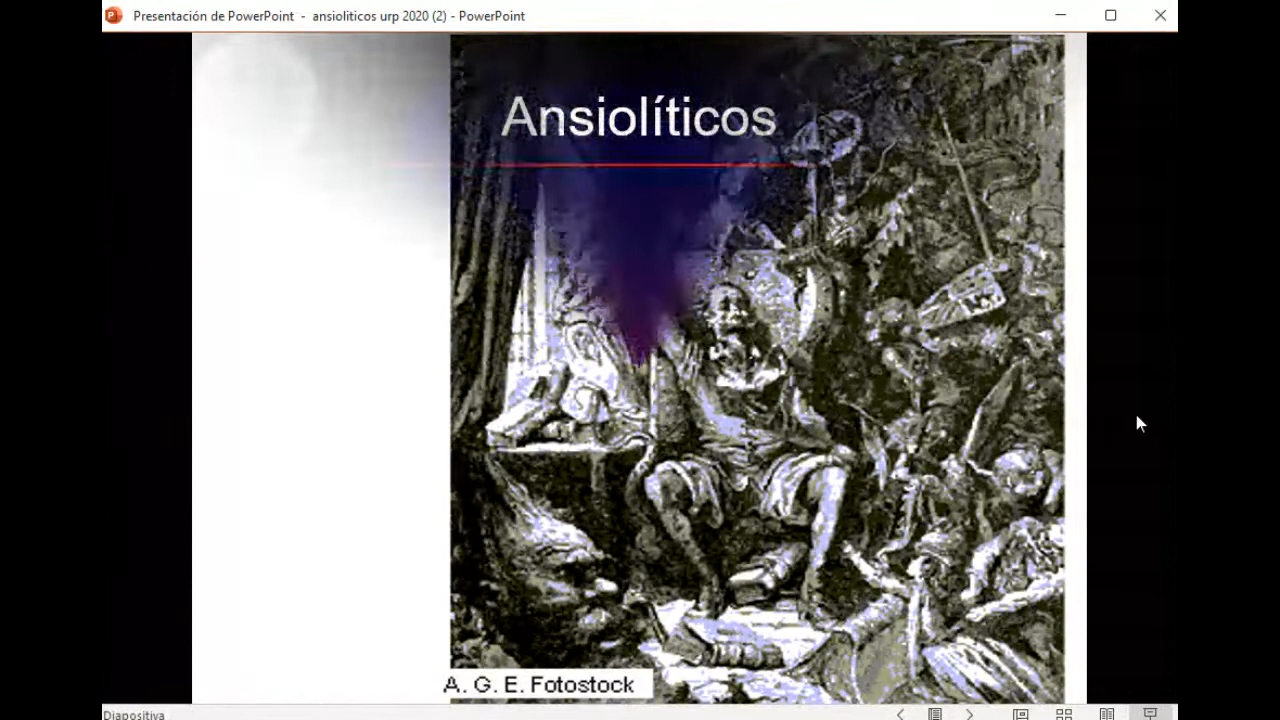 Presentación de PowerPoint - ansioliticos urp 2020 (2) - PowerPoint
Ansiolíticos
A. G. E. Fotostock
Diapositiva